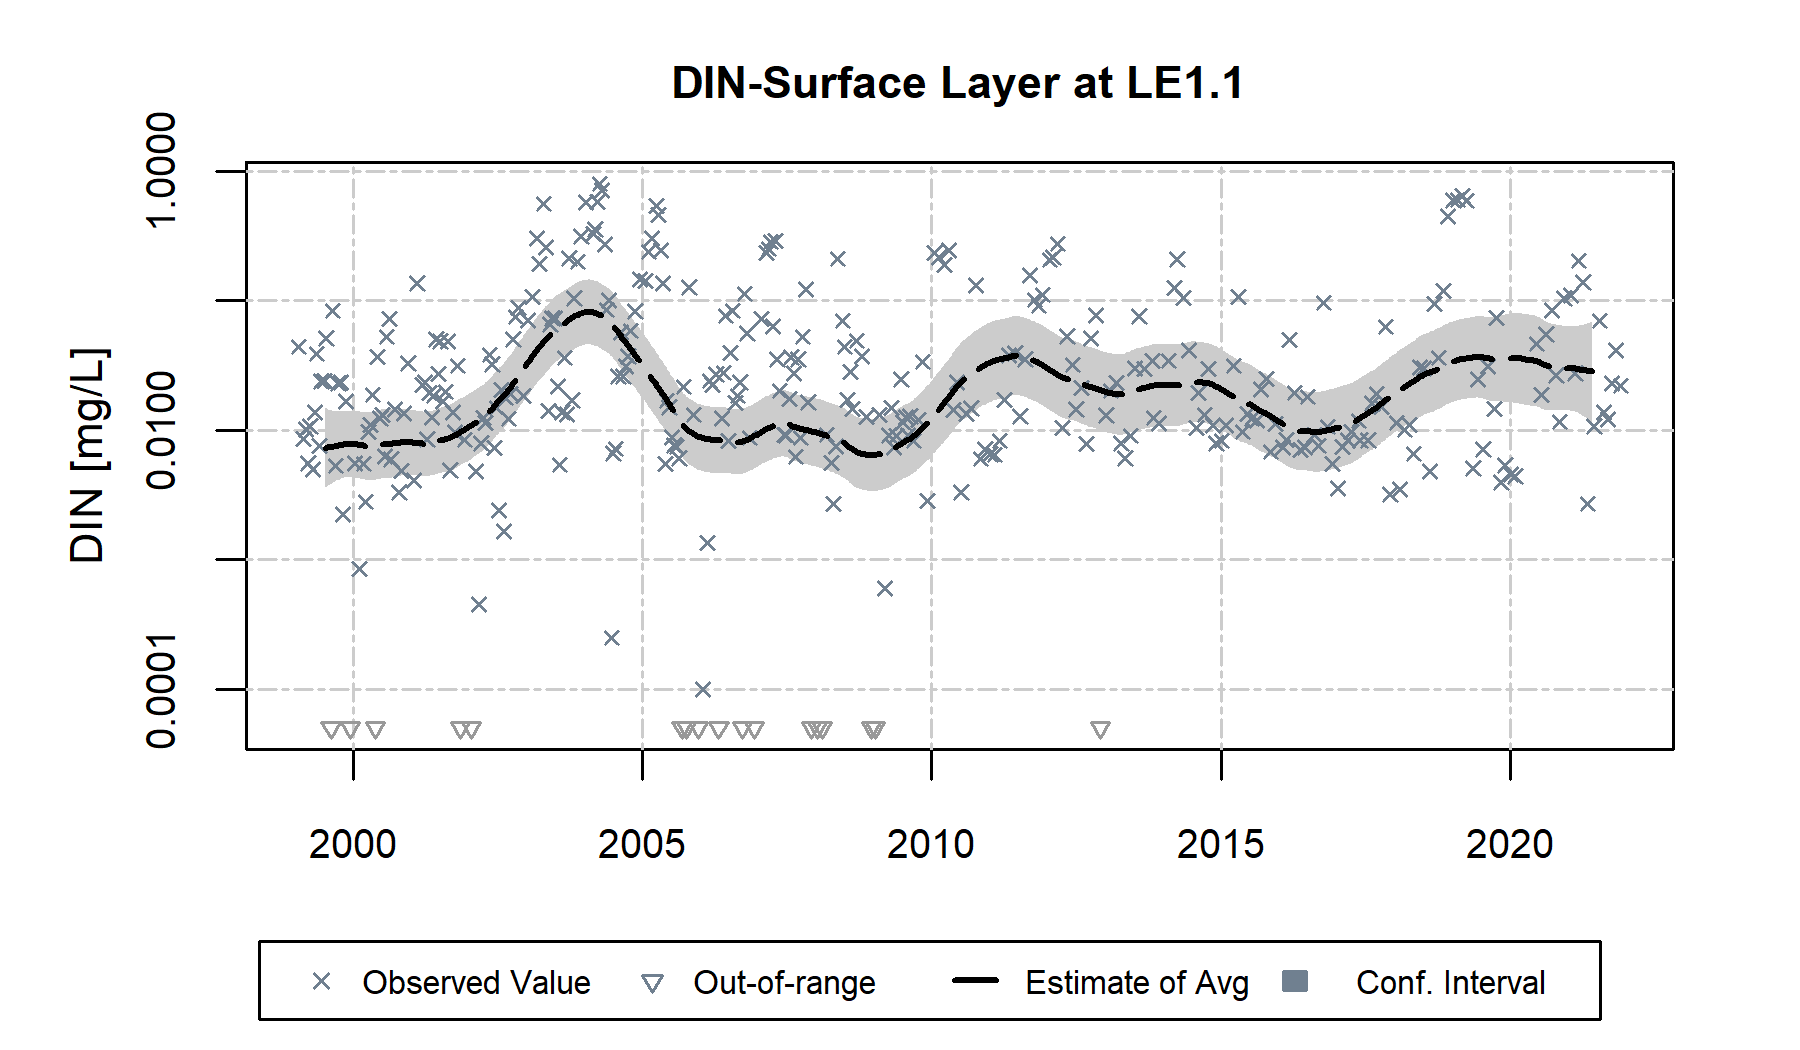 DIN-Surface Layer at LE1.1
DIN [mg/L]
1.0000
0.0100
0.0001
2000 2005 2010 2015 2020
Observed Value Out-of-range Estimate of Avg Conf. Interval